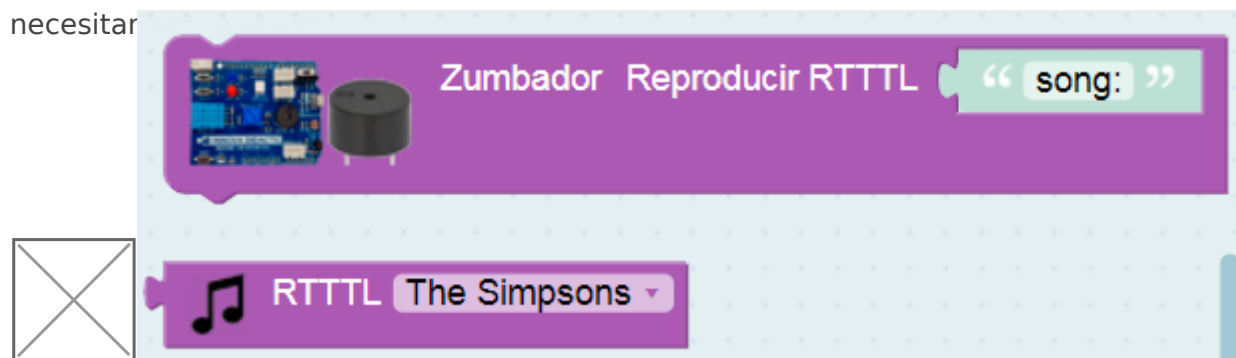 necesitar
Zumbador Reproducir RTTTL “ song: ”
RTTTL The Simpsons